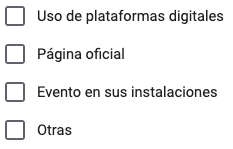 Uso de plataformas digitales
Página oficial
Evento en sus instalaciones
Otras